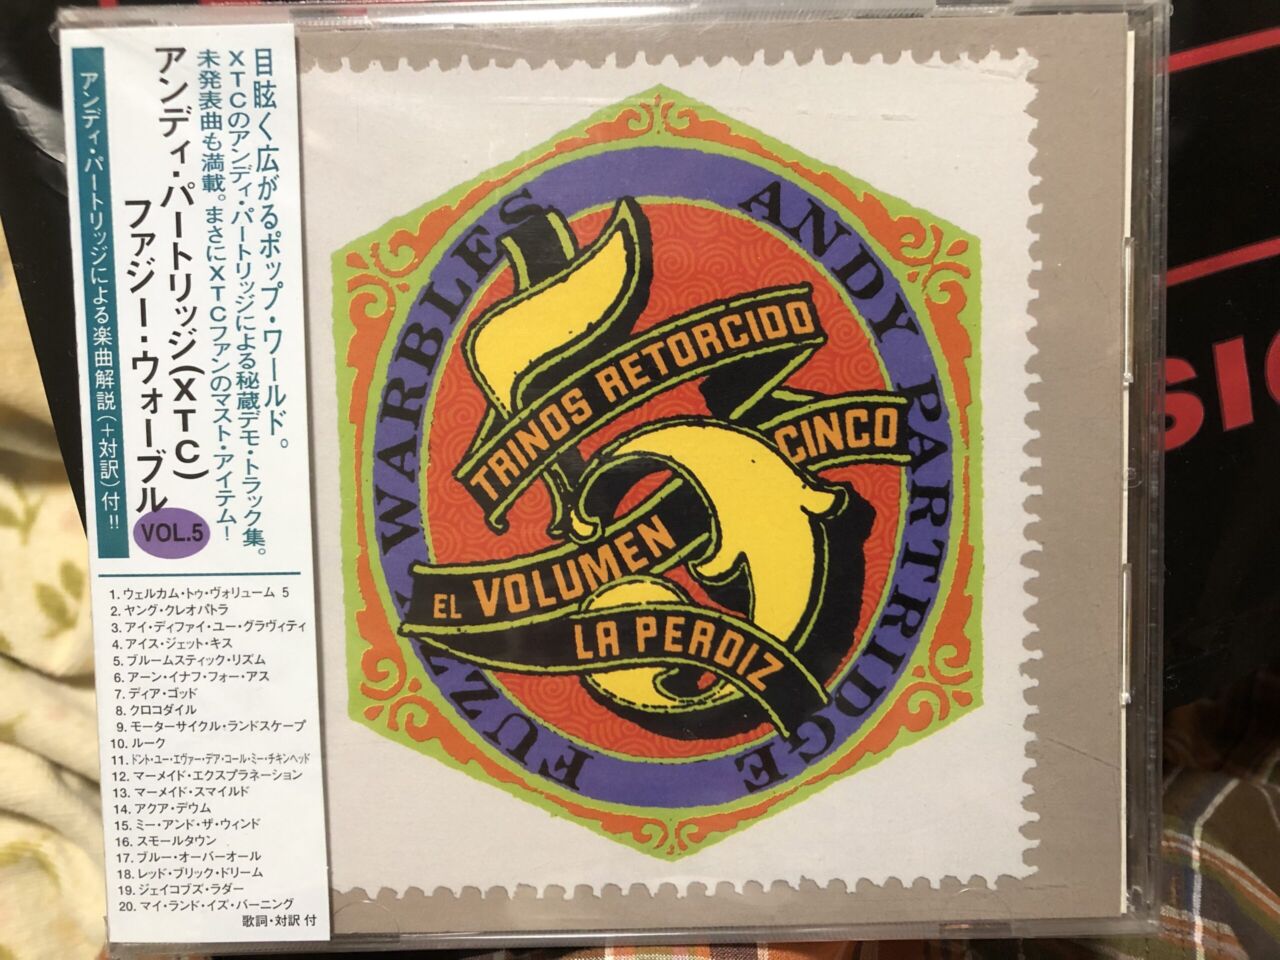 目眩く広がるポップ・ワールド。
XTCのアンディ・パートリッジによる秘蔵デモ・トラック集。
未発表曲も満載。まさにXTCファンのマスト・アイテム!
アンディ・パートリッジ(XTC)
ファジー・ウォーブル
VOL.5
アンディ・パートリッジによる楽曲解説(+対訳)付!!
1. ウェルカム・トゥ・ヴォリューム 5
2. ヤング・クレオパトラ
3. アイ・ディファイ・ユー・グラヴィティ
4. アイス・ジェット・キス
5. ブルームスティック・リズム
6. アーン・イナフ・フォー・アス
7. ディア・ゴッド
8. クロコダイル
9. モーターサイクル・ランドスケープ
10. ルーク
11. ドント・ユー・エヴァー・デア・コール・ミー・チキンヘッド
12. マーメイド・エクスプラネーション
13. マーメイド・スマイルド
14. アクア・デウム
15. ミー・アンド・ザ・ウィンド
16. スモールタウン
17. ブルー・オーバーオール
18. レッド・ブリック・ドリーム
19. ジェイコブズ・ラダー
20. マイ・ランド・イズ・バーニング
歌詞・対訳 付
FUZZY WARBLES
ANDY PARTRIDGE
TRINOS RETORCIDO
CINCO
EL VOLUMEN
LA PERDIZ